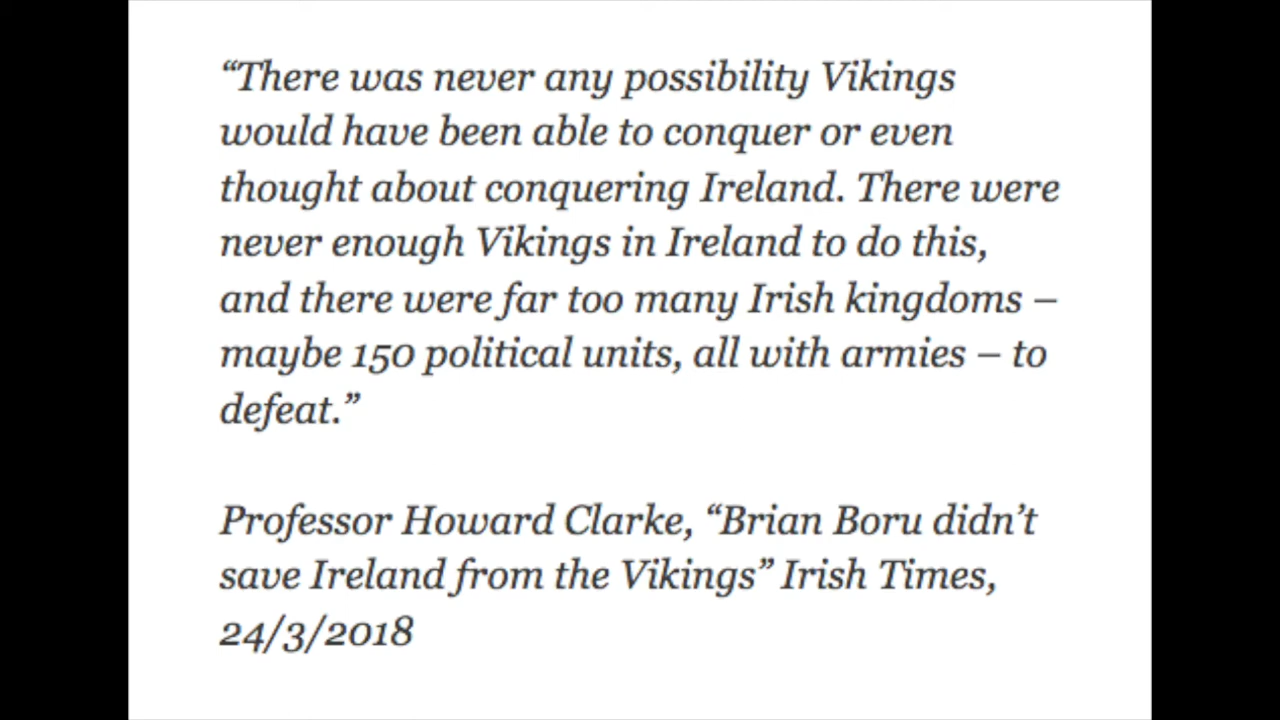 “There was never any possibility Vikings
would have been able to conquer or even
thought about conquering Ireland. There were
never enough Vikings in Ireland to do this,
and there were far too many Irish kingdoms –
maybe 150 political units, all with armies – to
defeat.”
Professor Howard Clarke, “Brian Boru didn’t
save Ireland from the Vikings” Irish Times,
24/3/2018